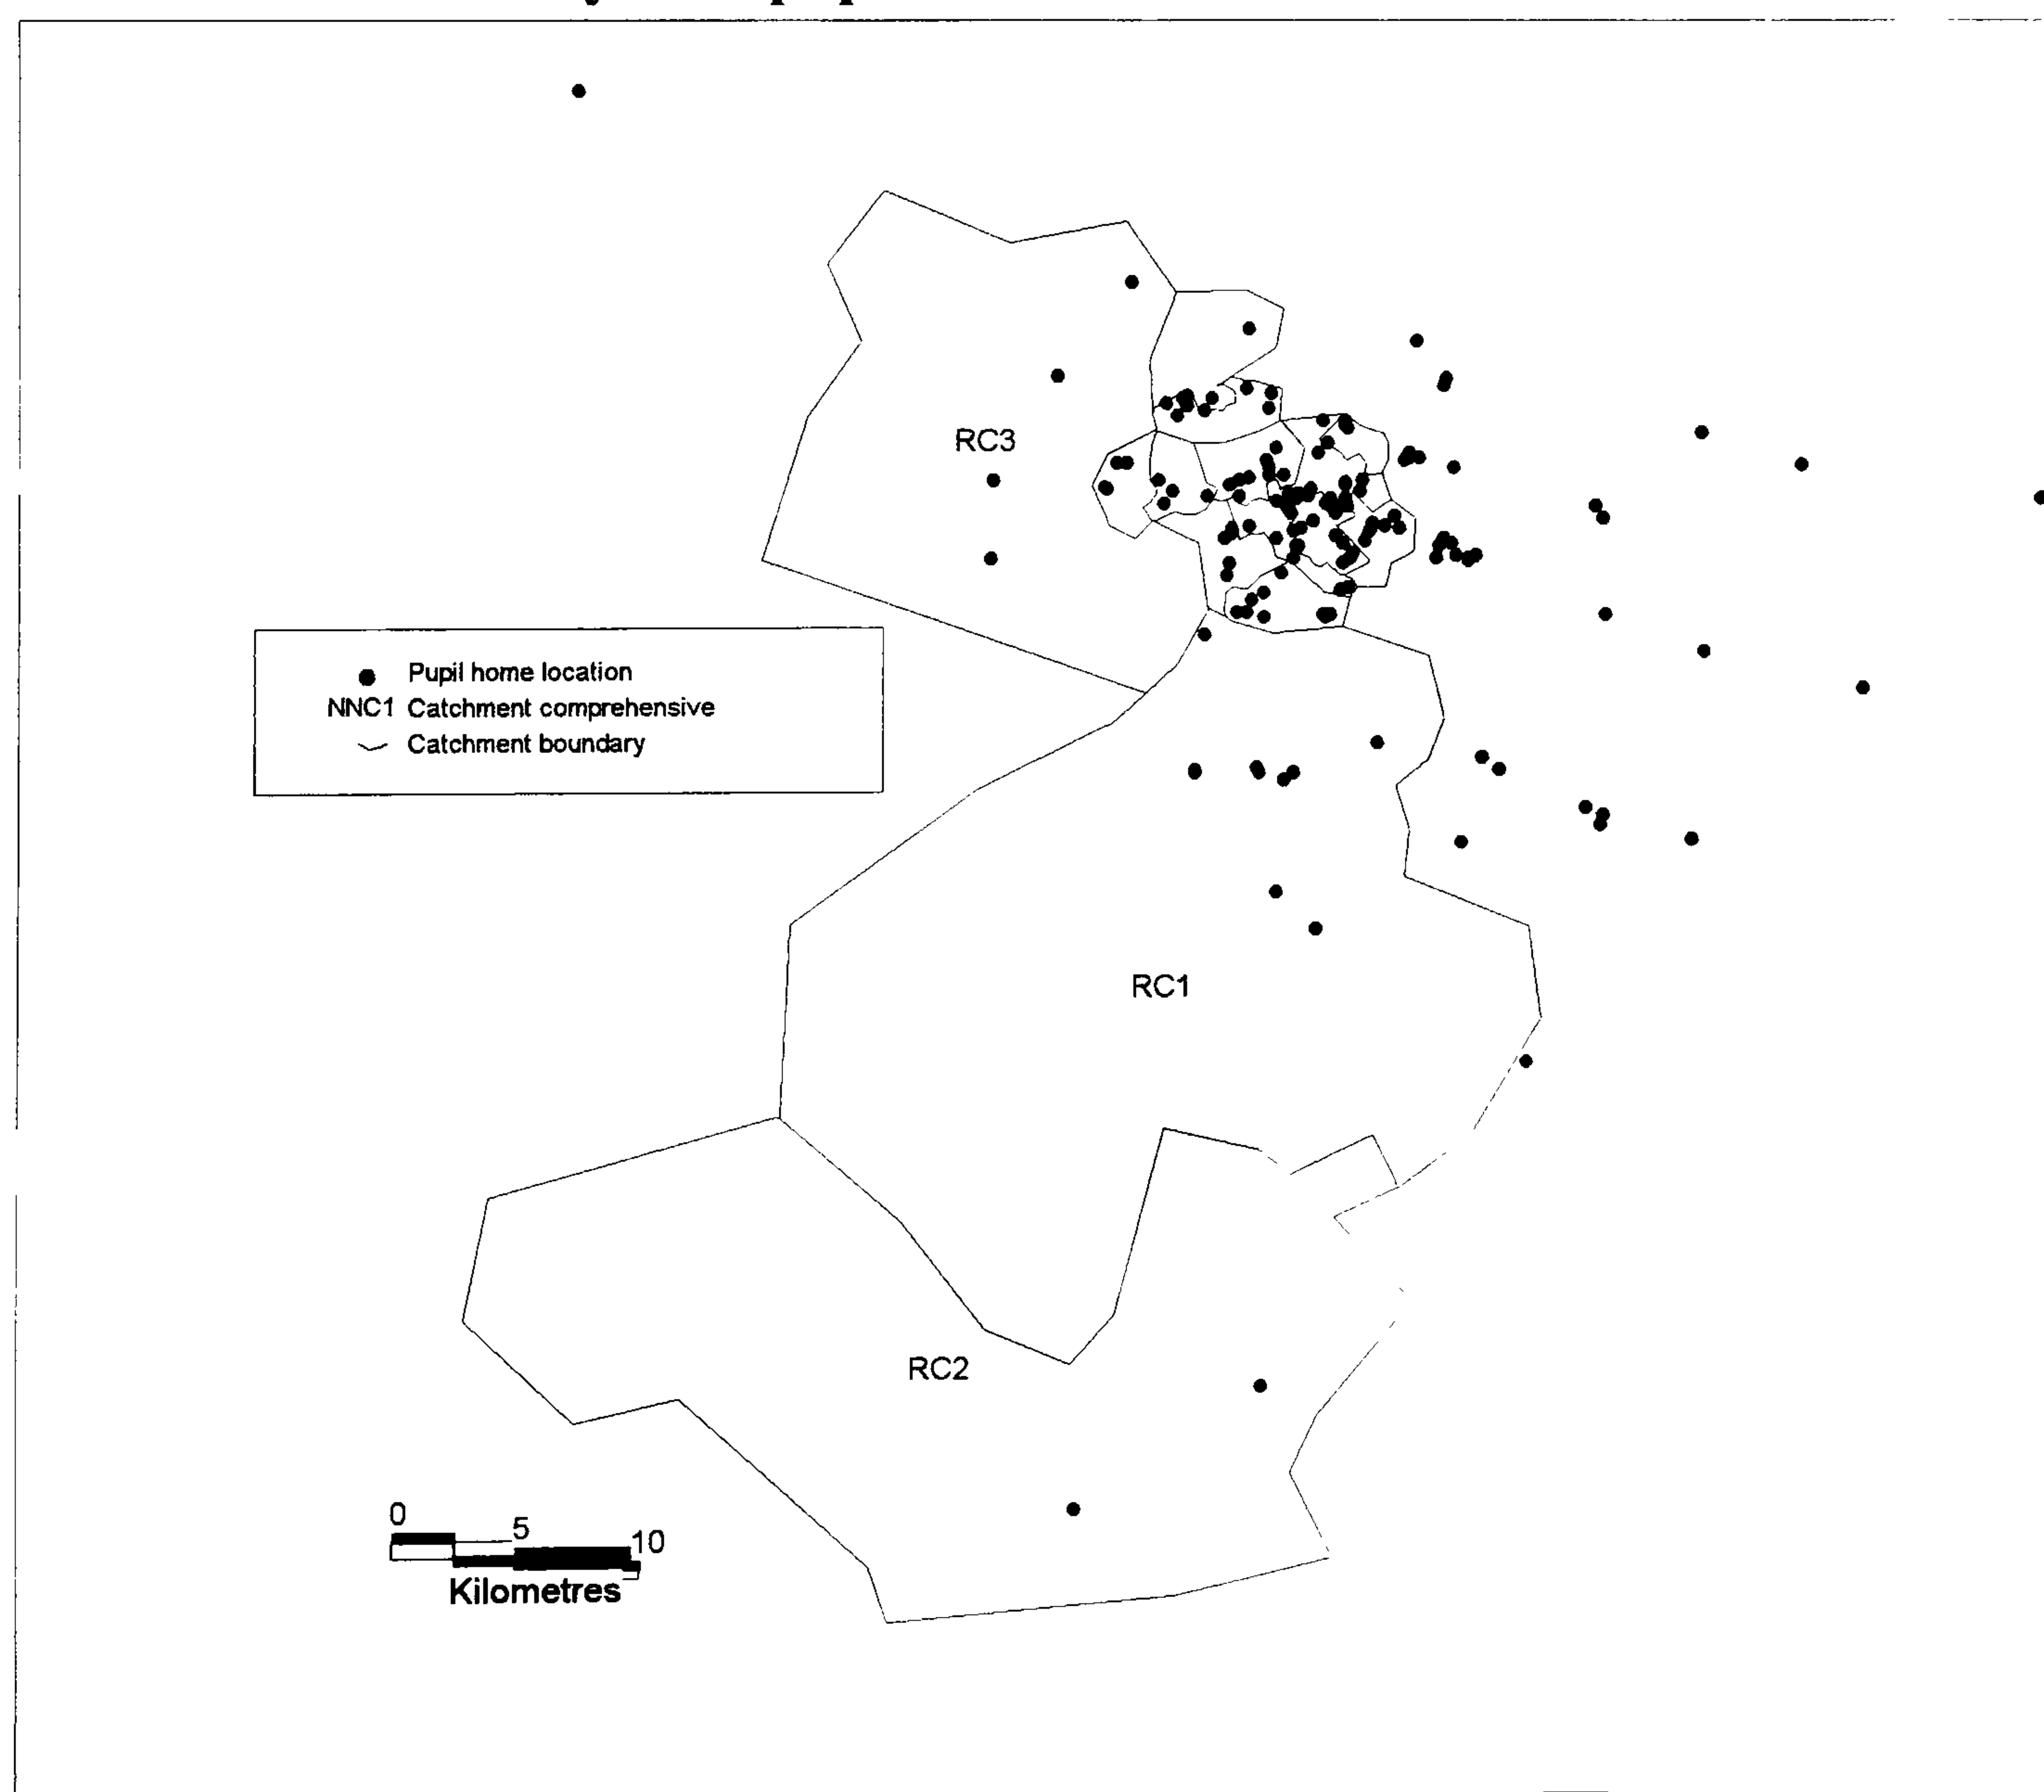 RC3
Pupil home location
NNC1 Catchment comprehensive
Catchment boundary
RC1
RC2
0 5 10
Kilometres